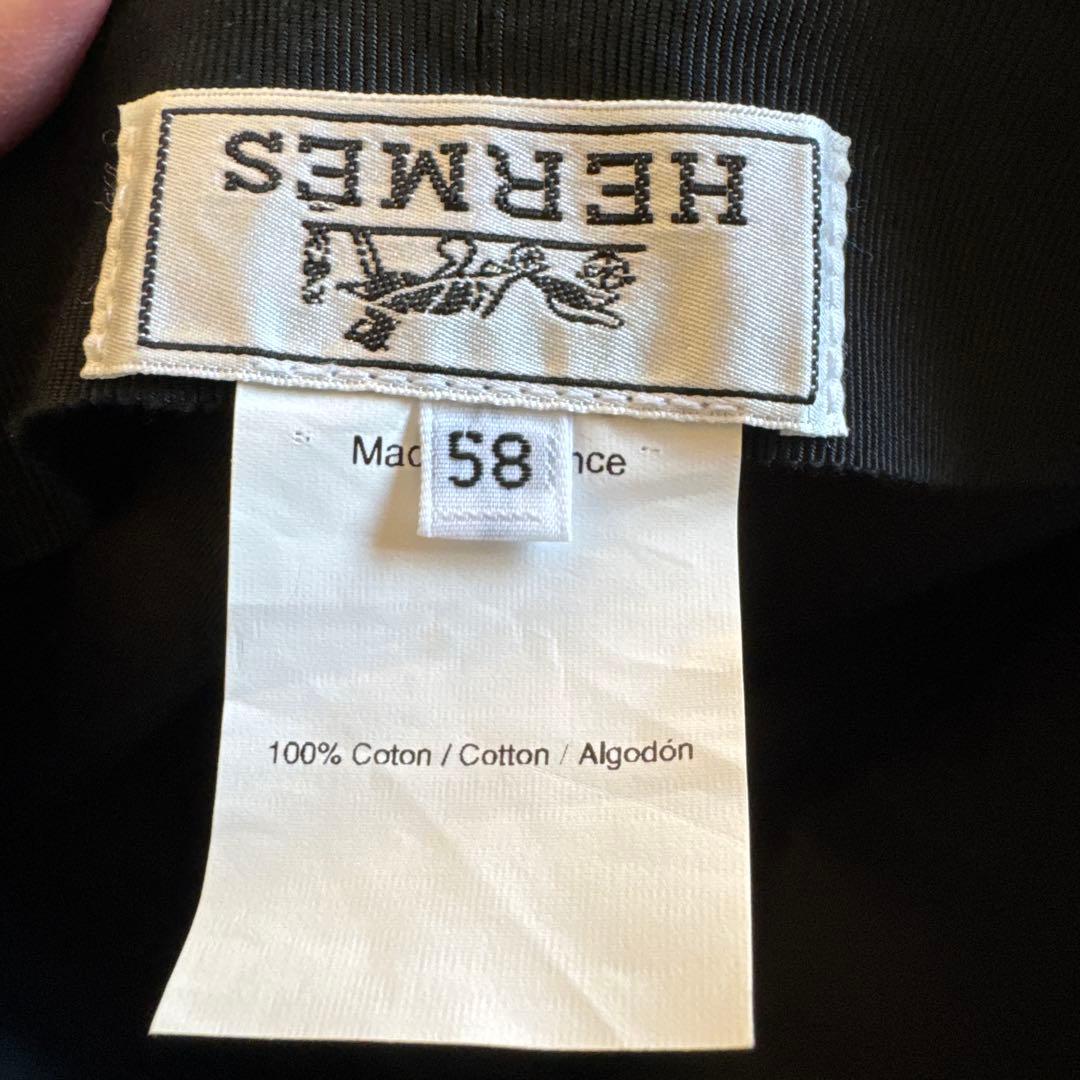 HERMES
Mad 58 nce
100% Coton / Cotton / Algodón